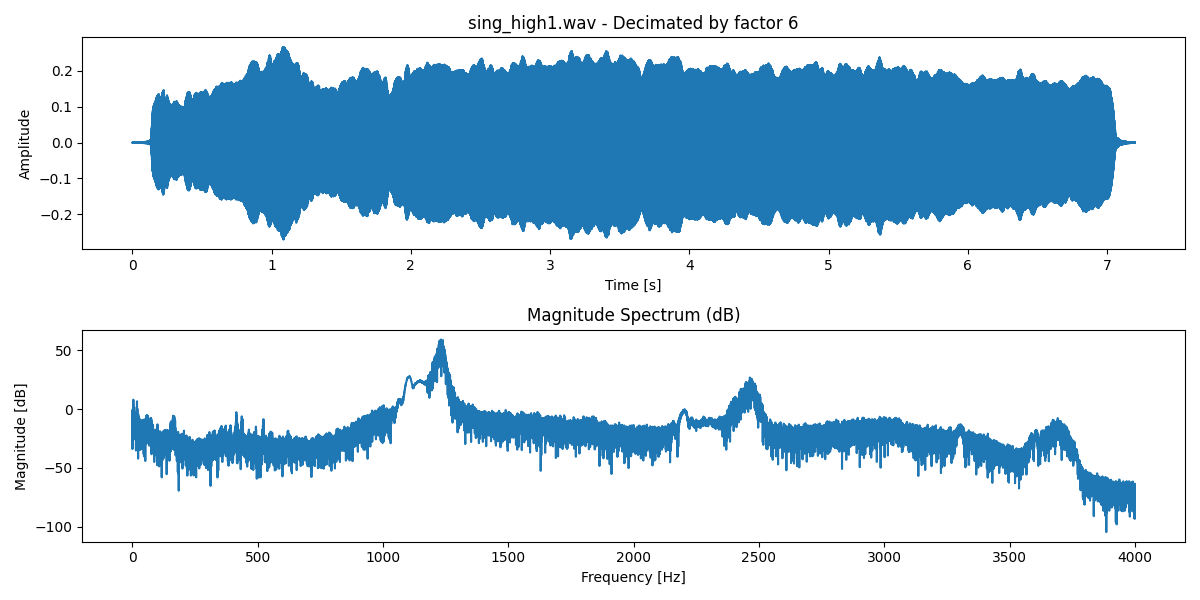 sing_high1.wav - Decimated by factor 6
Amplitude
0.2
0.1
0.0
−0.1
−0.2
0 1 2 3 4 5 6 7
Time [s]
Magnitude Spectrum (dB)
Magnitude [dB]
50
0
−50
−100
0 500 1000 1500 2000 2500 3000 3500 4000
Frequency [Hz]